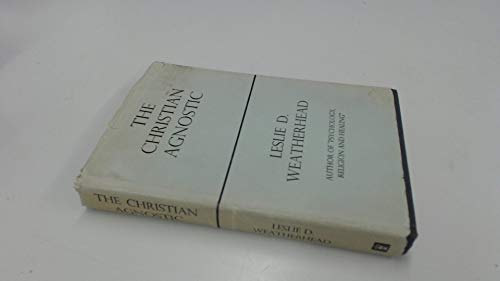 THE
CHRISTIAN
AGNOSTIC
LESLIE D.
WEATHERHEAD
AUTHOR OF 'PSYCHOLOGY,
RELIGION AND HEALING'
THE CHRISTIAN
AGNOSTIC
LESLIE D.
WEATHERHEAD